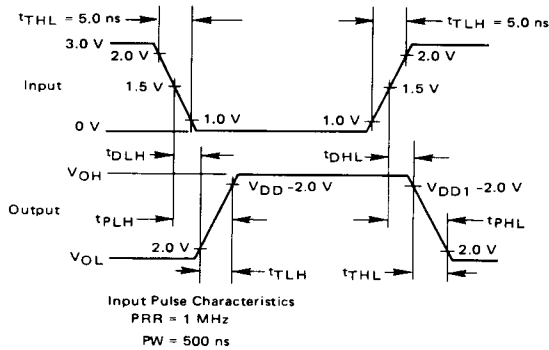 tTHL = 5.0 ns
tTLH = 5.0 ns
3.0 V
2.0 V
2.0 V
Input
1.5 V
1.5 V
1.0 V
1.0 V
0 V
tDLH
tDHL
VOH
VDD -2.0 V
VDD1 -2.0 V
Output
tPLH
tPHL
2.0 V
2.0 V
VOL
tTLH
tTHL
Input Pulse Characteristics
PRR = 1 MHz
PW = 500 ns